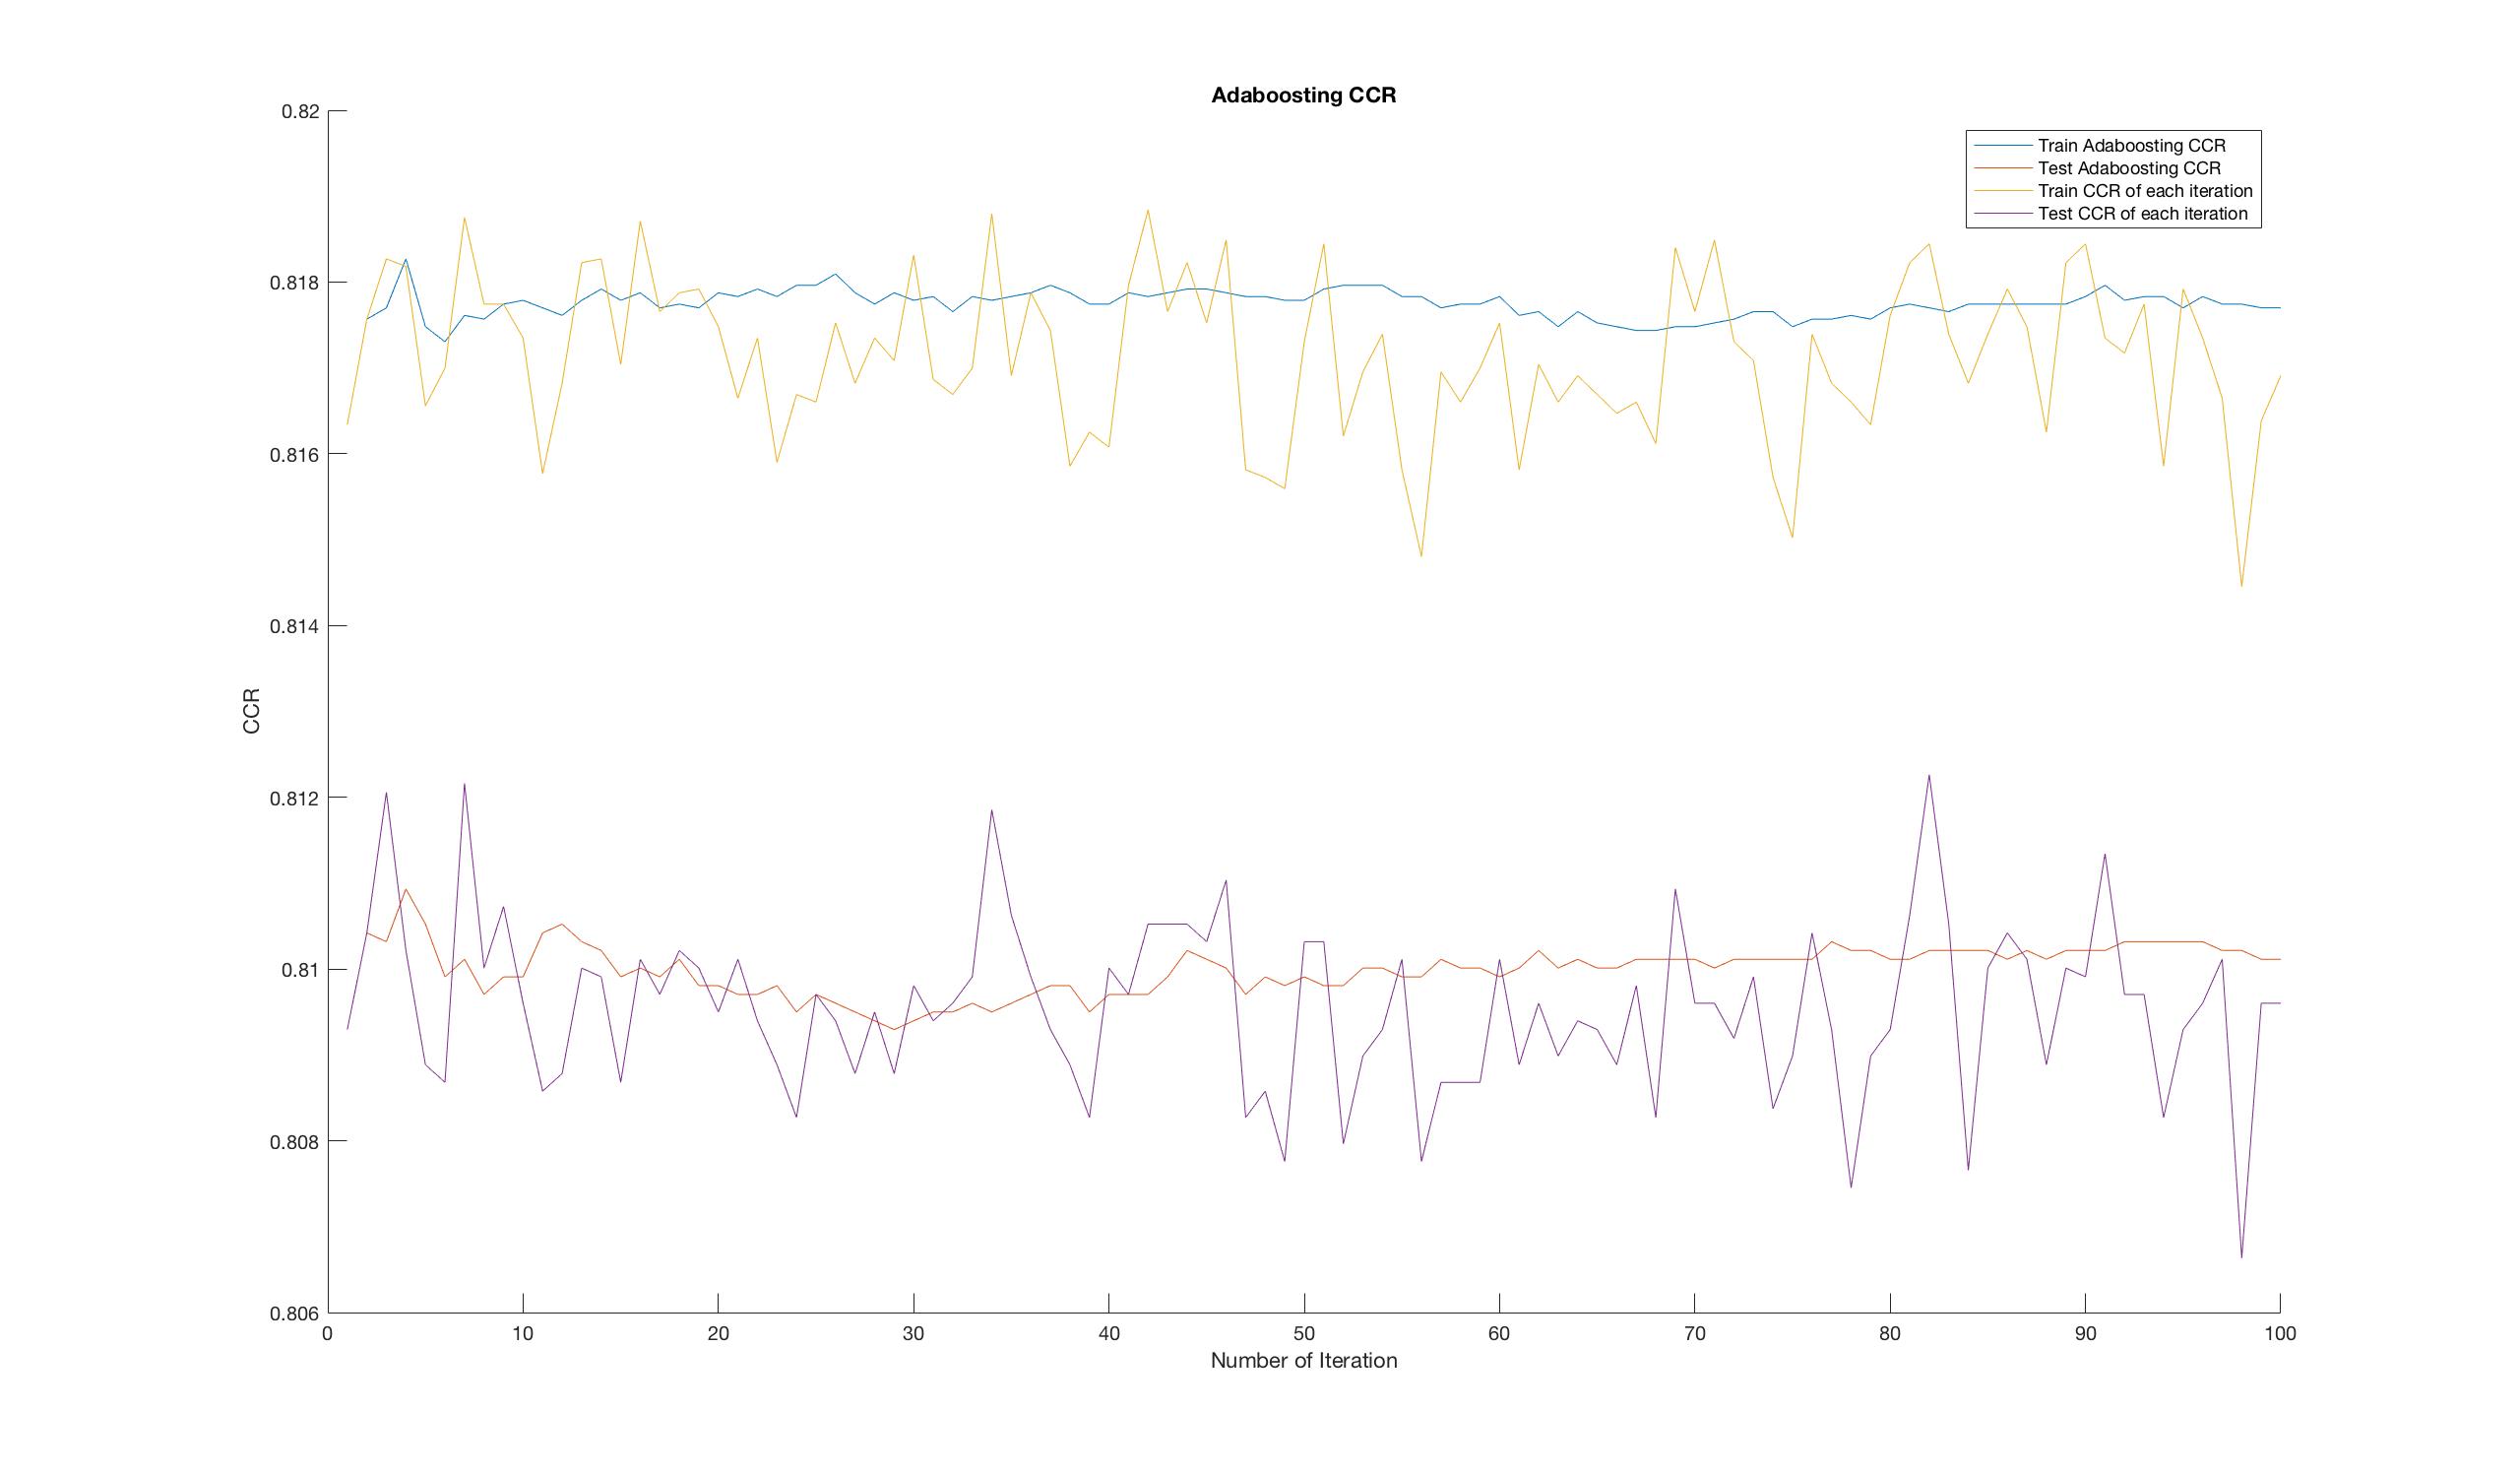 Adaboosting CCR
0.82
Train Adaboosting CCR
Test Adaboosting CCR
Train CCR of each iteration
Test CCR of each iteration
0.818
0.816
0.814
CCR
0.812
0.81
0.808
0.806
0 10 20 30 40 50 60 70 80 90 100
Number of Iteration